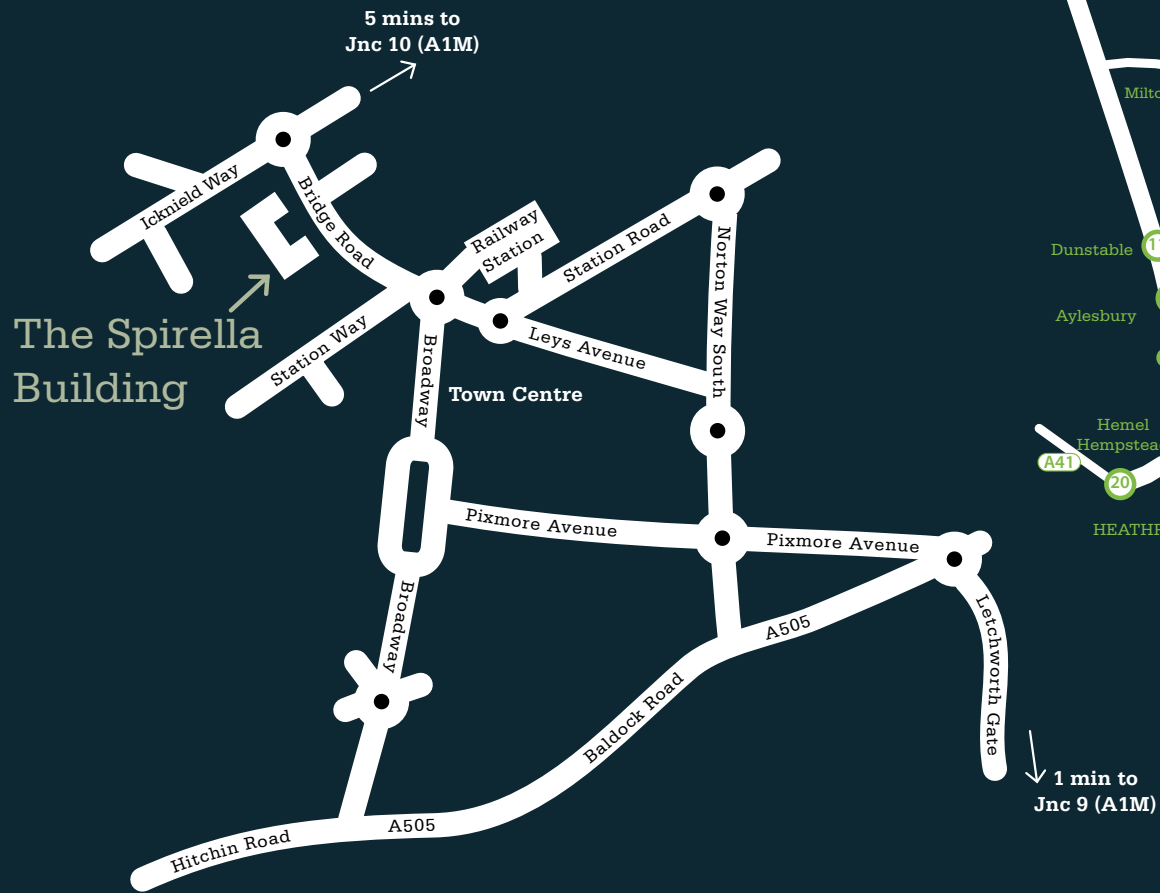 5 mins to
Jnc 10 (A1M)
Icknield Way
Bridge Road
Railway
Station
Station Road
Norton Way South
The Spirella
Building
Station Way
Broadway
Leys Avenue
Town Centre
Pixmore Avenue
Pixmore Avenue
Broadway
A505
Letchworth Gate
Baldock Road
1 min to
Jnc 9 (A1M)
A505
Hitchin Road
Dunstable
Aylesbury
Hemel
A41
20